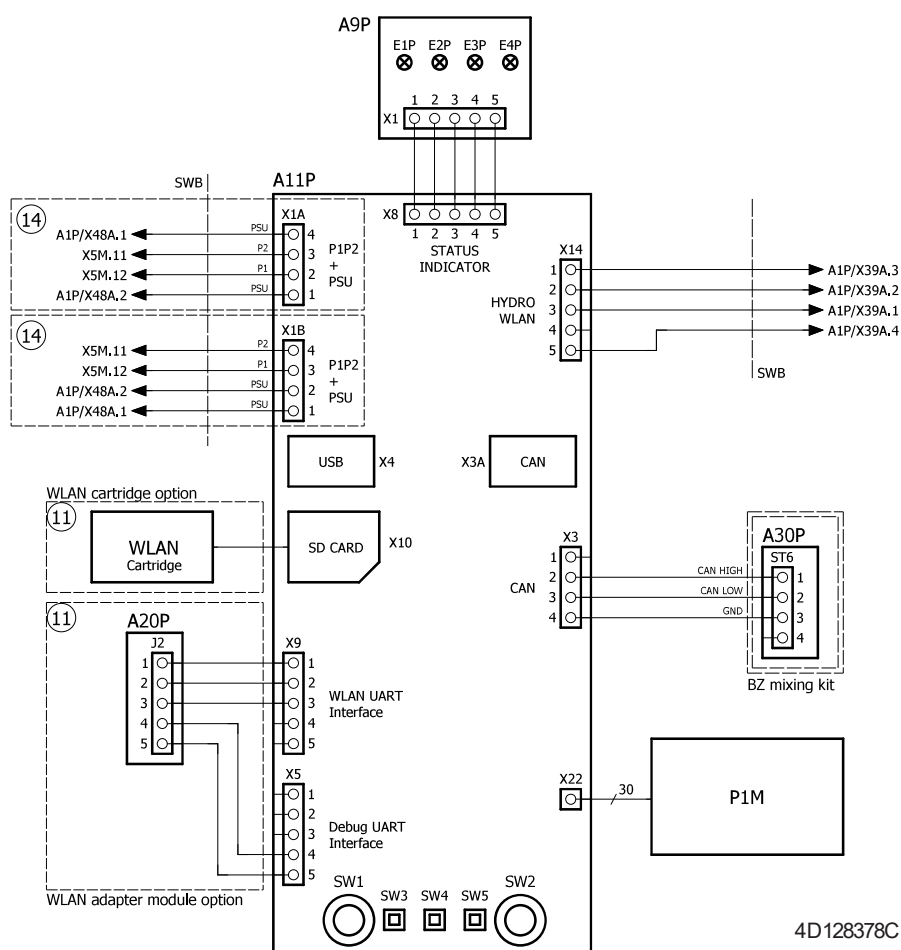 A9P
E1P E2P E3P E4P
1 2 3 4 5
X1
SWB
A11P
14
X1A
A1P/X48A.1 PSU 4
X5M.11 P2 3
X5M.12 P1 2
A1P/X48A.2 PSU 1
P1P2
+
PSU
X8
1 2 3 4 5
STATUS
INDICATOR
X14
1 A1P/X39A.3
2 A1P/X39A.2
3 A1P/X39A.1
4 A1P/X39A.4
5
HYDRO
WLAN
SWB
14
X1B
X5M.11 P2 4
X5M.12 P1 3
A1P/X48A.2 PSU 2
A1P/X48A.1 PSU 1
P1P2
+
PSU
USB X4
X3A CAN
WLAN cartridge option
11
WLAN
Cartridge
SD CARD X10
X3
1
2
3
4
CAN
CAN HIGH
CAN LOW
GND
A30P
ST6
1
2
3
4
BZ mixing kit
11
A20P
J2
1
2
3
4
5
X9
1
2
3
4
5
WLAN UART
Interface
X5
1
2
3
4
5
Debug UART
Interface
WLAN adapter module option
X22
30
P1M
SW1 SW3 SW4 SW5 SW2
4D128378C